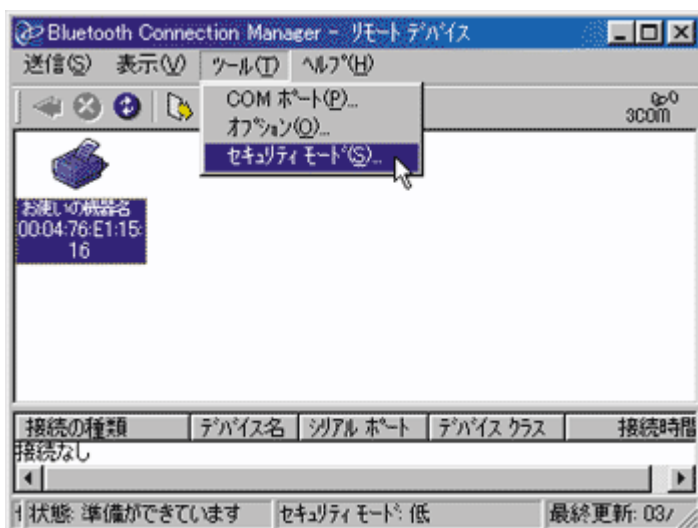 Bluetooth Connection Manager - リモート デバイス
送信(S) 表示(V) ツール(T) ヘルプ(H)
COM ポート(P)...
オプション(O)...
セキュリティ モード(S)...
3com
お使いの機器名
00:04:76:E1:15:
16
接続の種類 デバイス名 シリアル ポート デバイス クラス 接続時間
接続なし
状態: 準備ができています セキュリティ モード: 低 最終更新: 03/